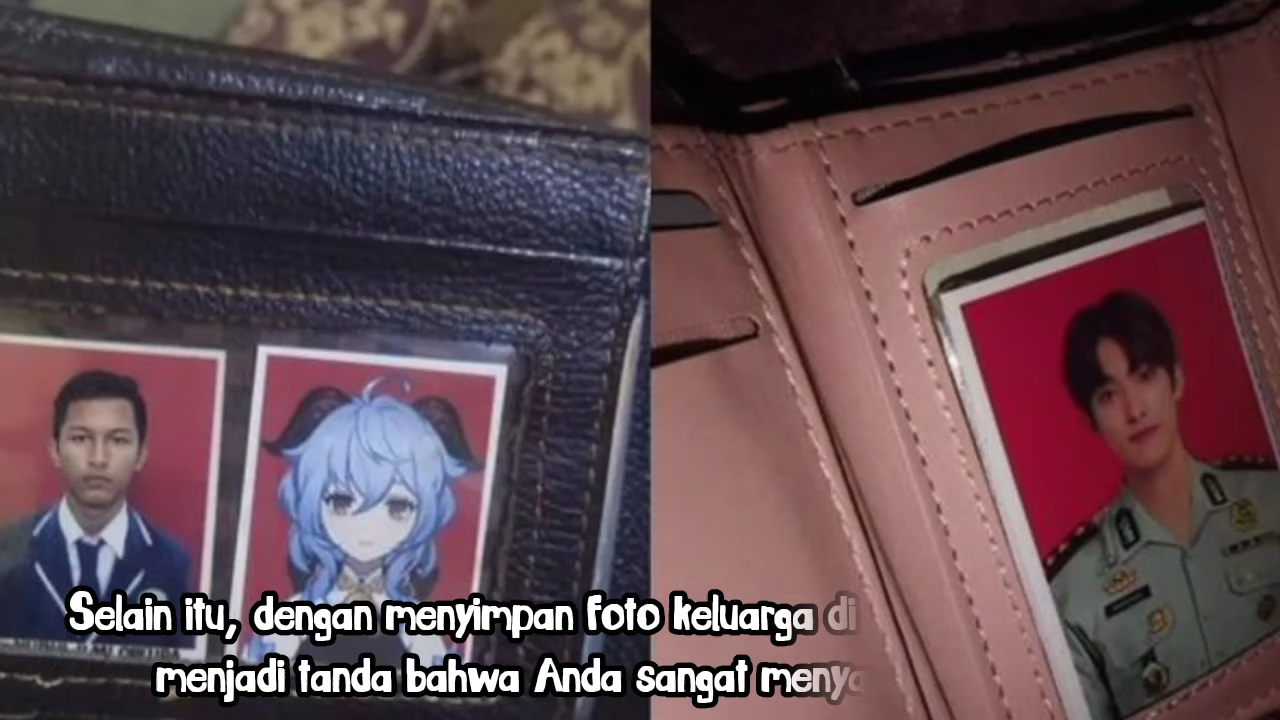 Selain itu, dengan menyimpan foto keluarga di
menjadi tanda bahwa Anda sangat menya